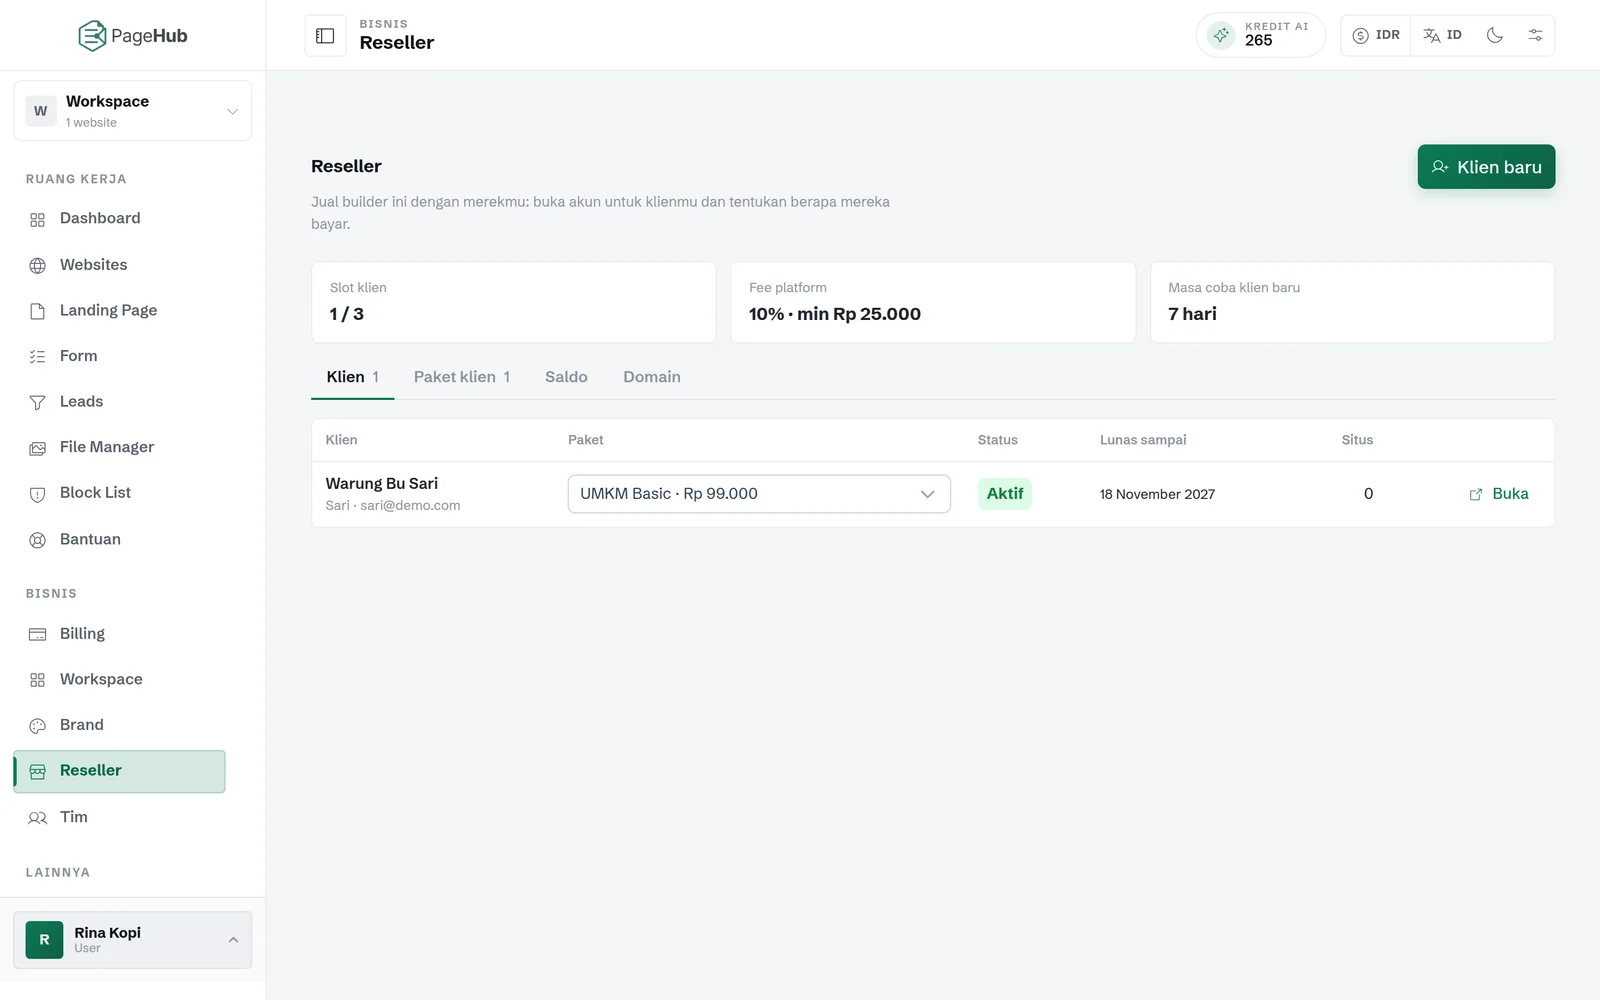 PageHub
BISNIS
Reseller
KREDIT AI
265
IDR
ID
W
Workspace
1 website
RUANG KERJA
Dashboard
Websites
Landing Page
Form
Leads
File Manager
Block List
Bantuan
BISNIS
Billing
Workspace
Brand
Reseller
Tim
LAINNYA
R
Rina Kopi
User
Reseller
Klien baru
Jual builder ini dengan merekmu: buka akun untuk klienmu dan tentukan berapa mereka
bayar.
Slot klien
1 / 3
Fee platform
10% · min Rp 25.000
Masa coba klien baru
7 hari
Klien 1
Paket klien 1
Saldo
Domain
Klien
Paket
Status
Lunas sampai
Situs
Warung Bu Sari
Sari · sari@demo.com
UMKM Basic · Rp 99.000
Aktif
18 November 2027
0
Buka